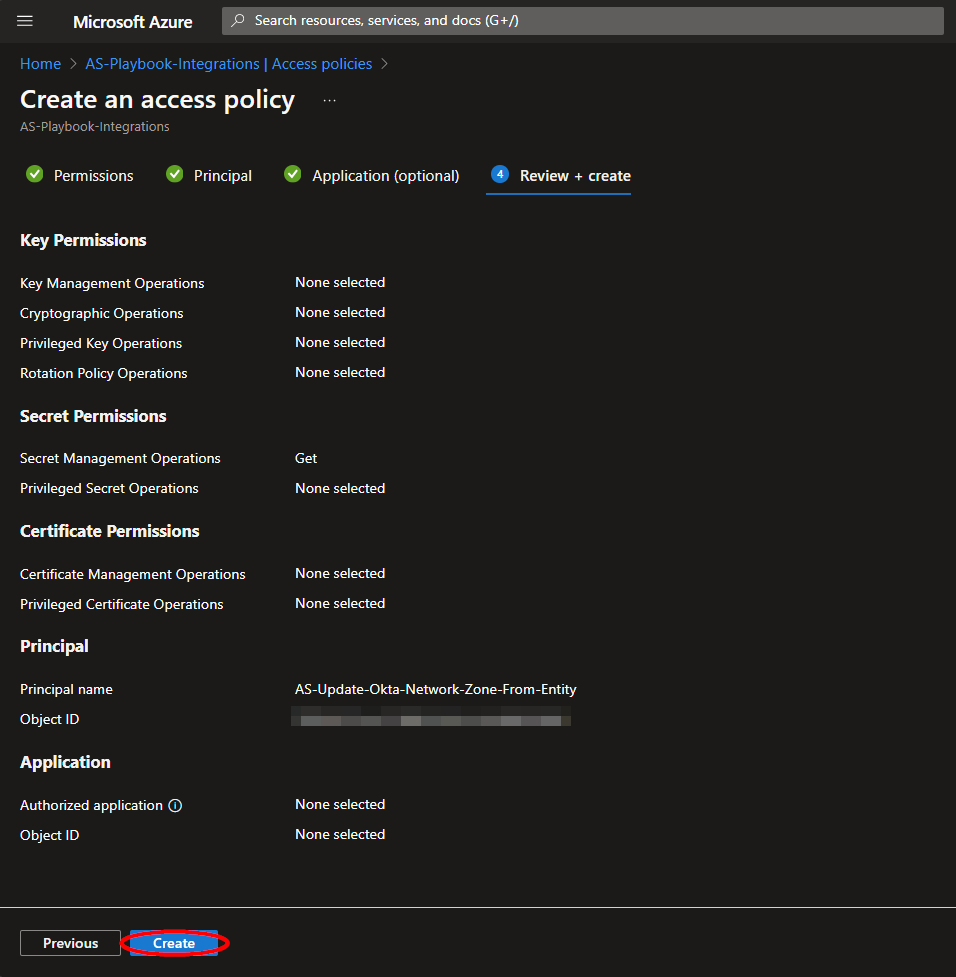 Microsoft Azure
Search resources, services, and docs (G+/)
Home > AS-Playbook-Integrations | Access policies >
Create an access policy ...
AS-Playbook-Integrations
Permissions Principal Application (optional) 4 Review + create
Key Permissions
Key Management Operations None selected
Cryptographic Operations None selected
Privileged Key Operations None selected
Rotation Policy Operations None selected
Secret Permissions
Secret Management Operations Get
Privileged Secret Operations None selected
Certificate Permissions
Certificate Management Operations None selected
Privileged Certificate Operations None selected
Principal
Principal name AS-Update-Okta-Network-Zone-From-Entity
Object ID
Application
Authorized application None selected
Object ID None selected
Previous Create